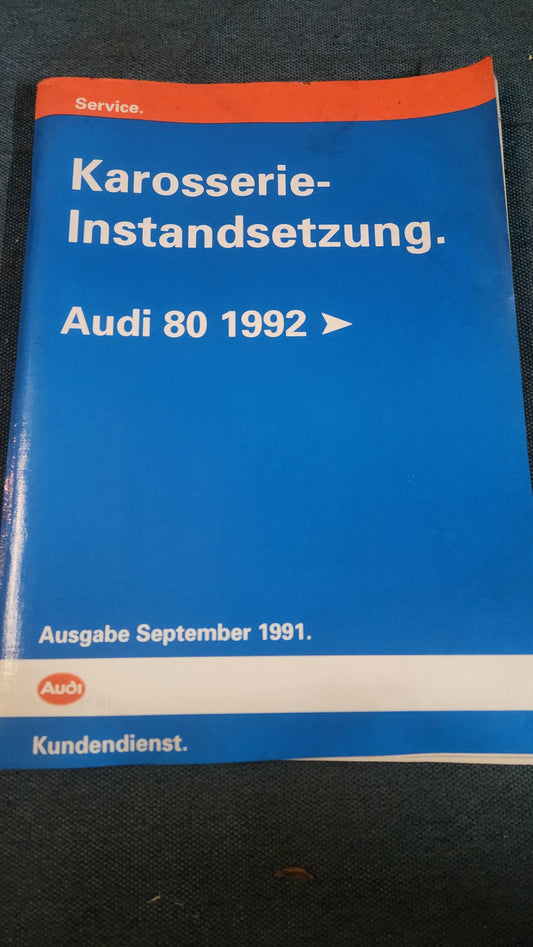 Service.
Karosserie-
Instandsetzung.
Audi 80 1992 ➤
Ausgabe September 1991.
Audi
Kundendienst.